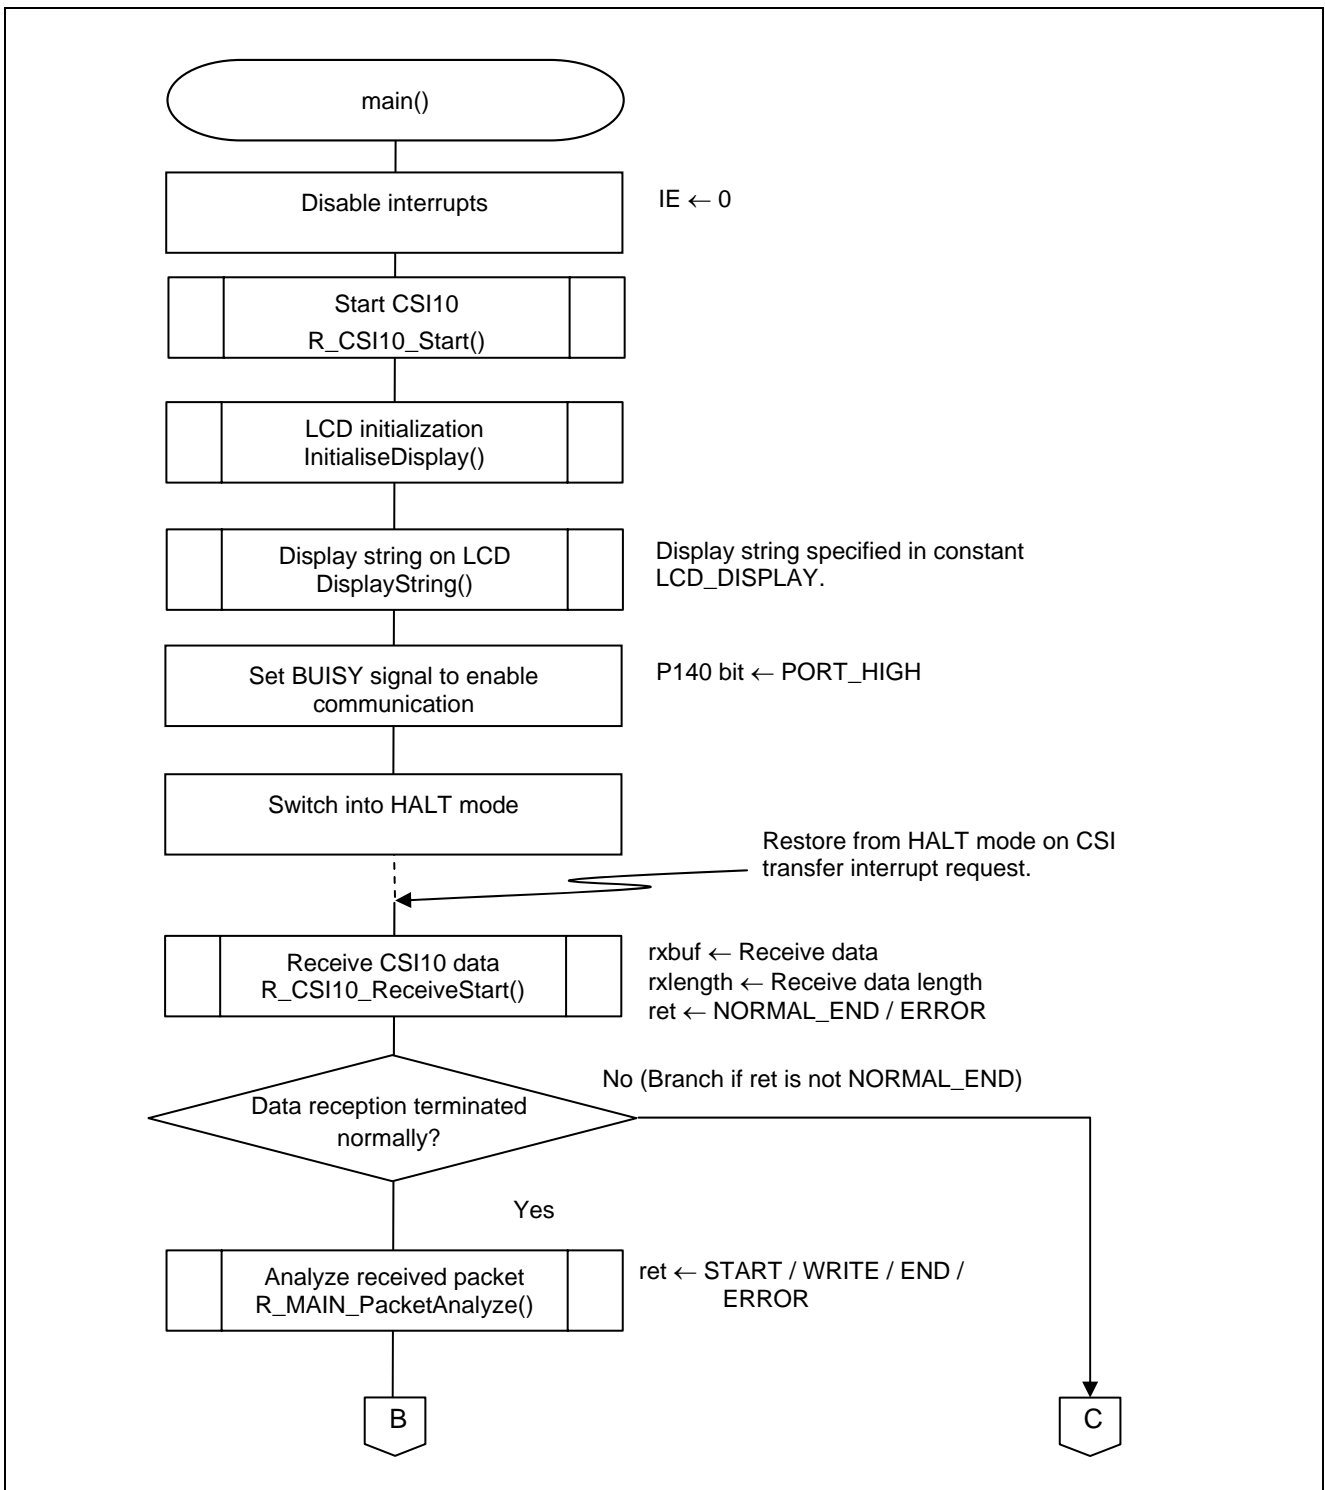 main()
Disable interrupts
IE ← 0
Start CSI10
R_CSI10_Start()
LCD initialization
InitialiseDisplay()
Display string on LCD
DisplayString()
Display string specified in constant
LCD_DISPLAY.
Set BUISY signal to enable
communication
P140 bit ← PORT_HIGH
Switch into HALT mode
Restore from HALT mode on CSI
transfer interrupt request.
Receive CSI10 data
R_CSI10_ReceiveStart()
rxbuf ← Receive data
rxlength ← Receive data length
ret ← NORMAL_END / ERROR
No (Branch if ret is not NORMAL_END)
Data reception terminated
normally?
Yes
Analyze received packet
R_MAIN_PacketAnalyze()
ret ← START / WRITE / END /
ERROR
B
C